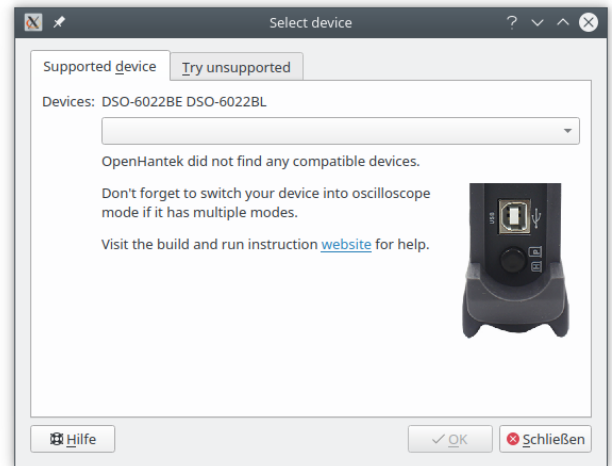 Select device
Supported device
Try unsupported
Devices: DSO-6022BE DSO-6022BL
OpenHantek did not find any compatible devices.
Don't forget to switch your device into oscilloscope
mode if it has multiple modes.
Visit the build and run instruction website for help.
USB
P
H
Hilfe
OK
Schließen